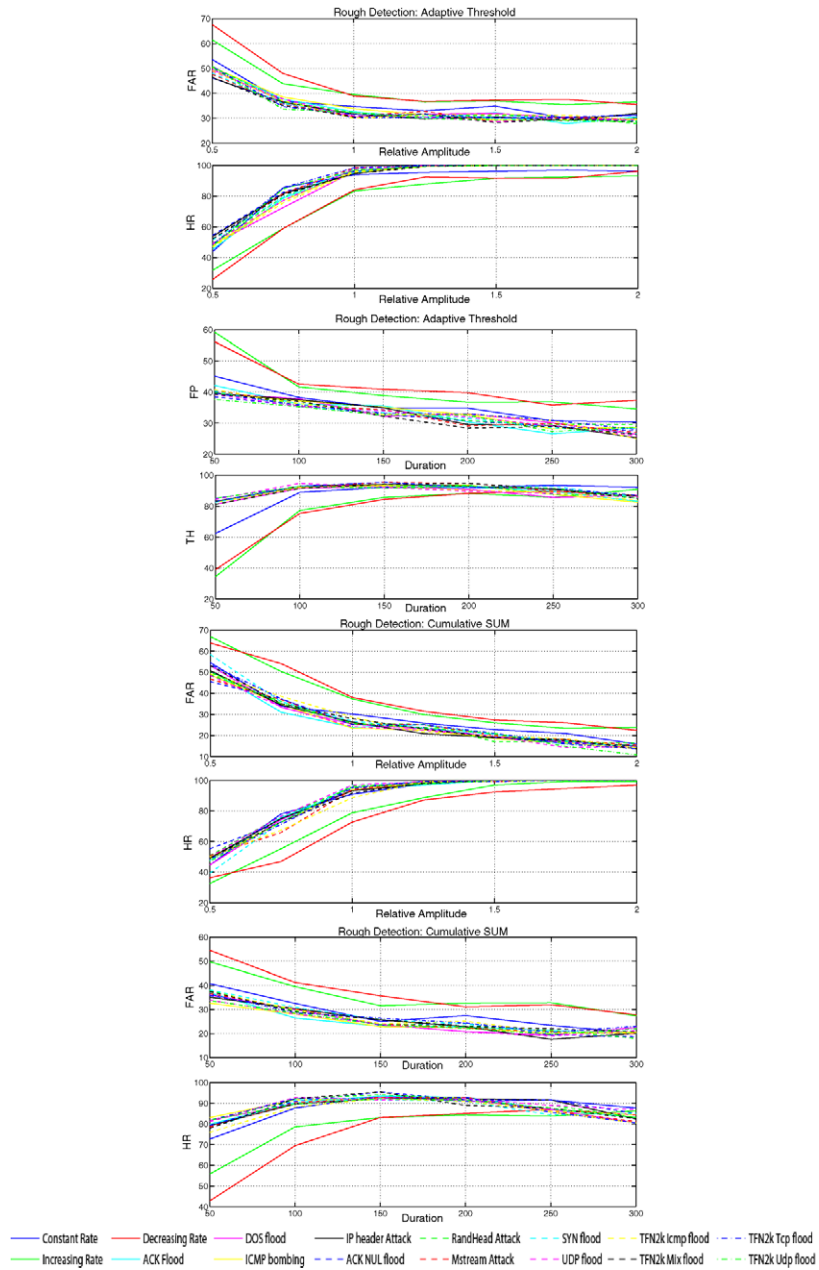 Rough Detection: Adaptive Threshold
70
60
50
40
30
20
FAR
0.5 1 1.5 2
Relative Amplitude
100
80
60
40
20
HR
0.5 1 1.5 2
Relative Amplitude
Rough Detection: Adaptive Threshold
60
50
40
30
20
FP
50 100 150 200 250 300
Duration
100
80
60
40
20
TH
50 100 150 200 250 300
Duration
Rough Detection: Cumulative SUM
70
60
50
40
30
20
10
FAR
0.5 1 1.5 2
Relative Amplitude
100
80
60
40
20
HR
0.5 1 1.5 2
Relative Amplitude
Rough Detection: Cumulative SUM
60
50
40
30
20
10
FAR
50 100 150 200 250 300
Duration
100
90
80
70
60
50
40
HR
50 100 150 200 250 300
Duration
Constant Rate Decreasing Rate DOS flood IP header Attack RandHead Attack SYN flood TFN2k Icmp flood TFN2k Tcp flood
Increasing Rate ACK Flood ICMP bombing ACK NUL flood Mstream Attack UDP flood TFN2k Mix flood TFN2k Udp flood